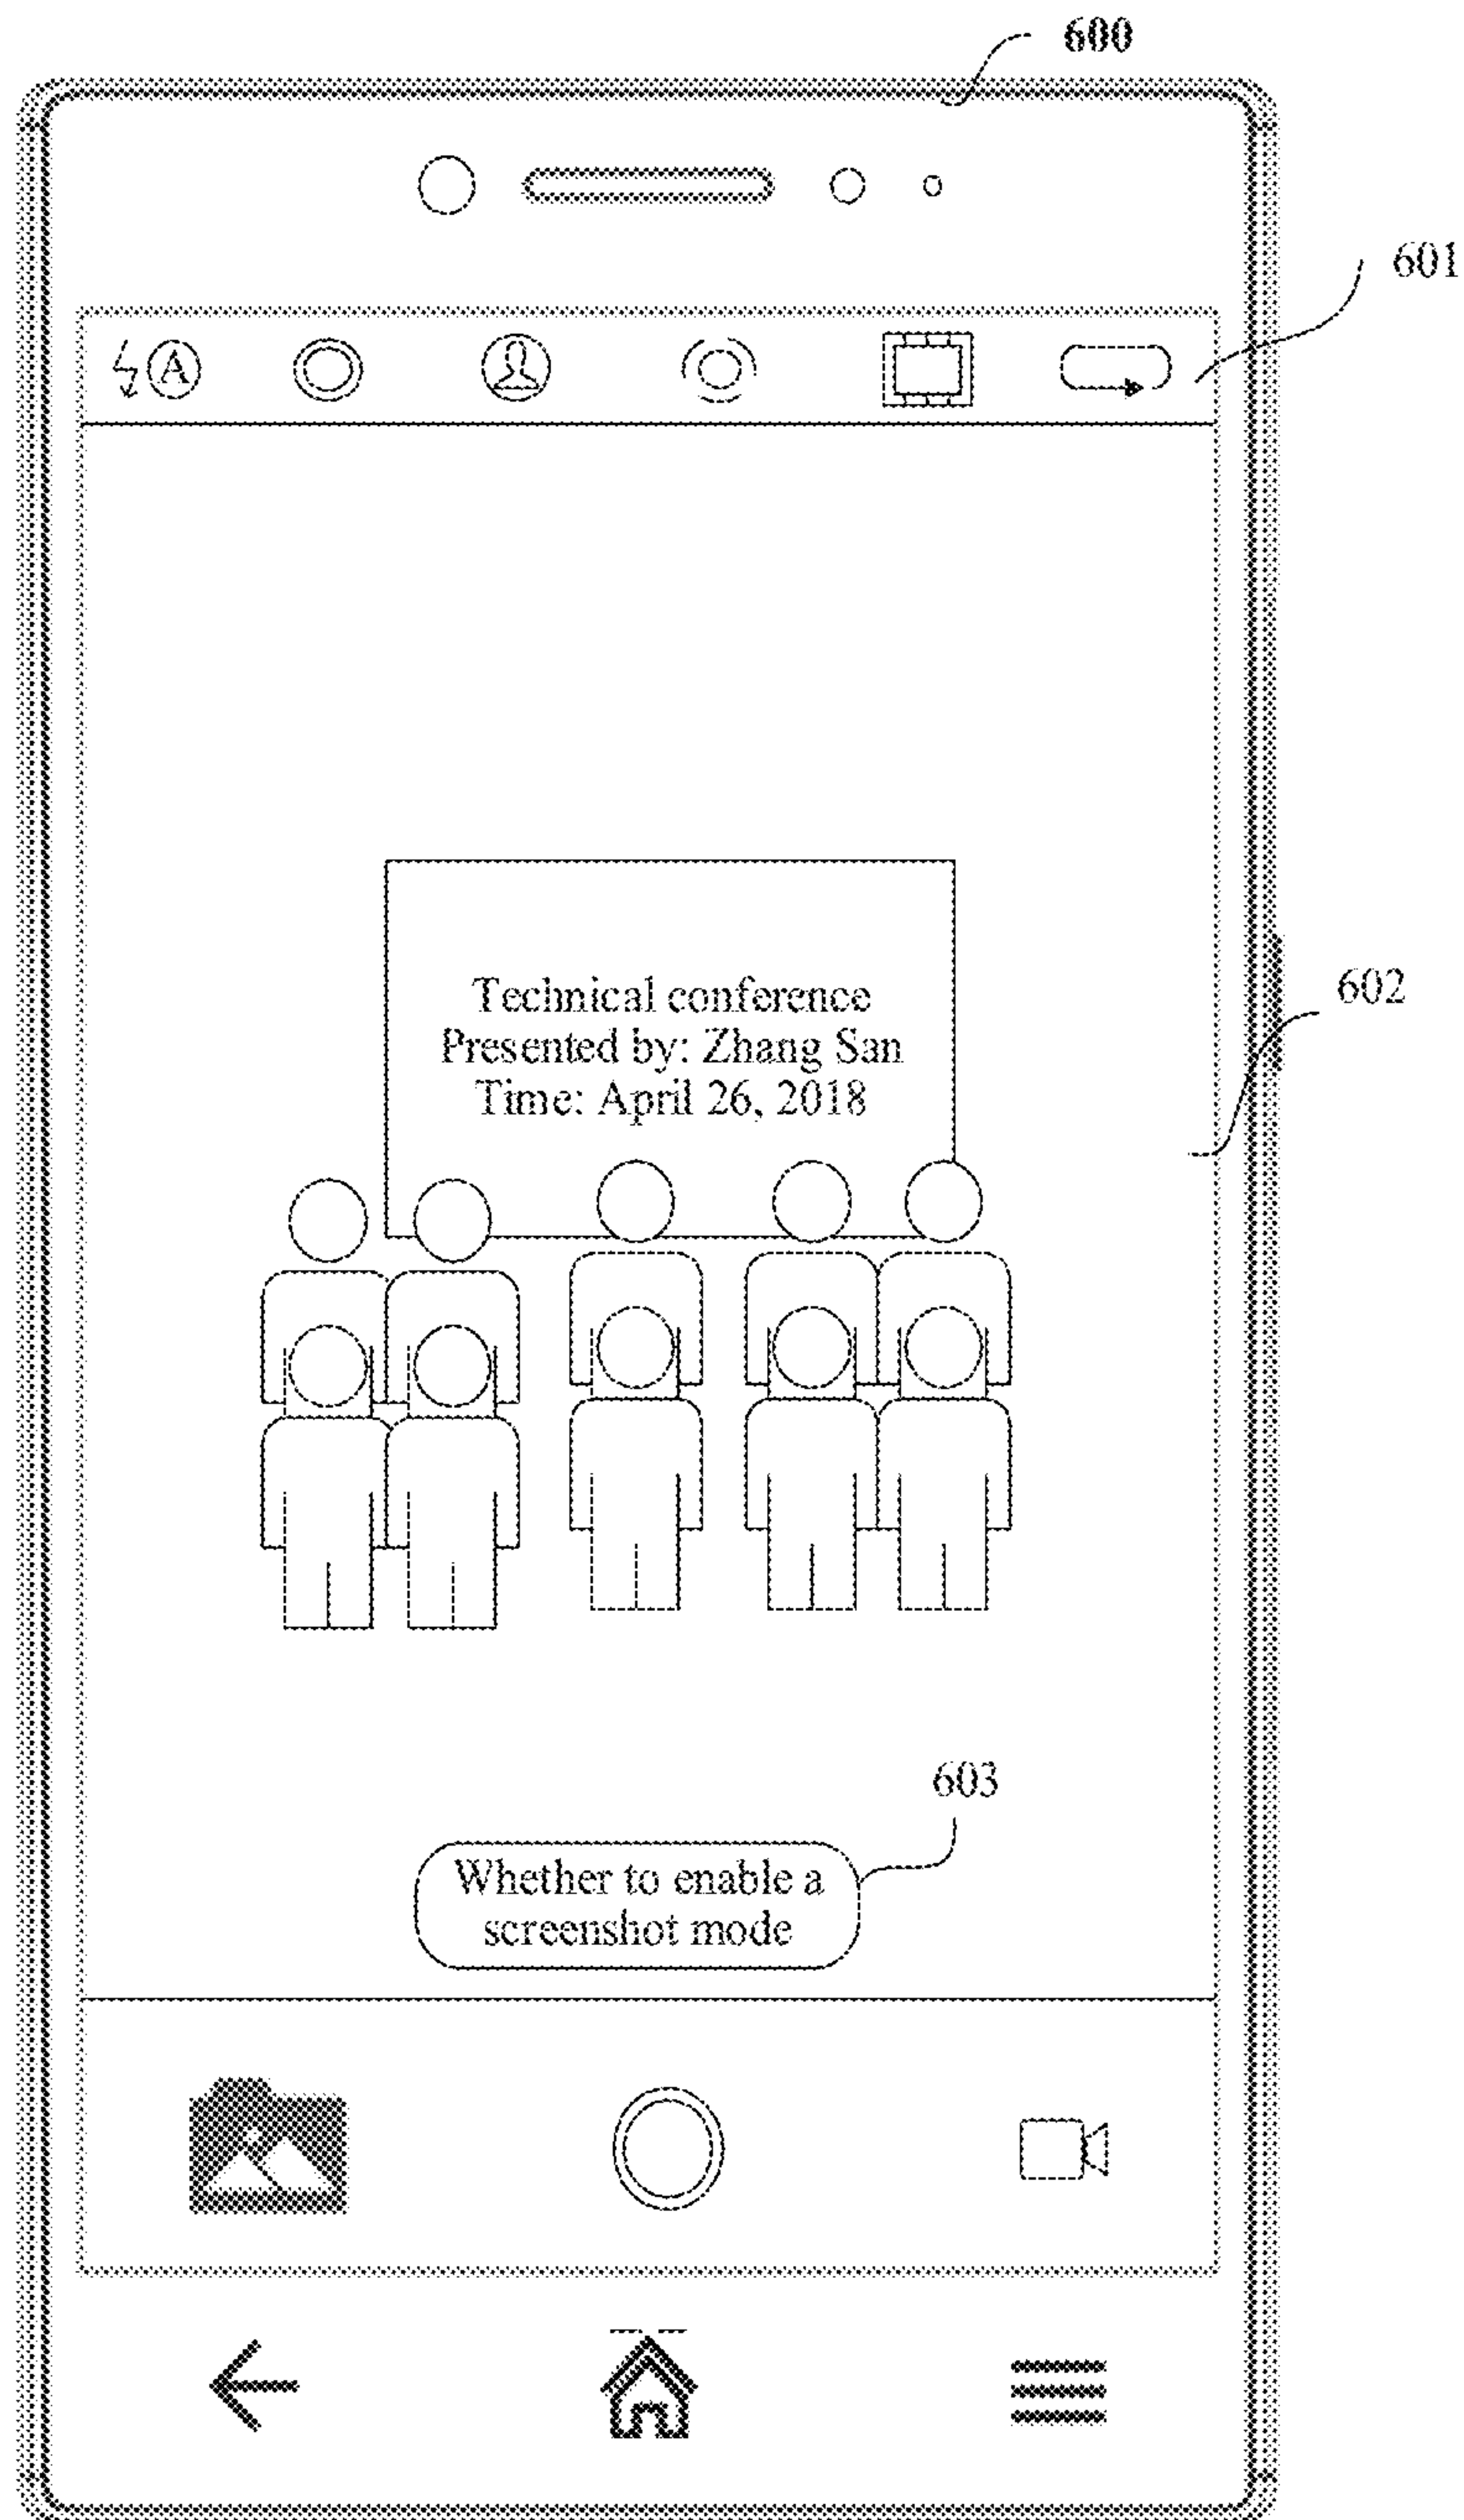 600
601
A
Technical conference
Presented by: Zhang San
Time: April 26, 2018
602
603
Whether to enable a
screenshot mode